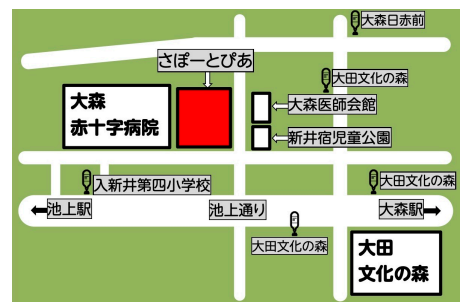 大森日赤前
さぽーとぴあ
大田文化の森
大森
赤十字病院
大森医師会館
新井宿児童公園
入新井第四小学校
大田文化の森
池上駅
池上通り
大森駅
大田文化の森
大田
文化の森